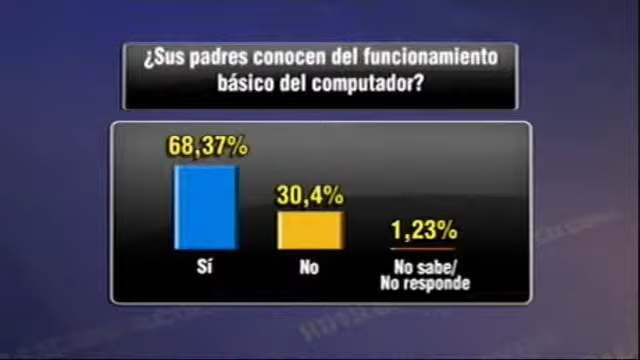 ¿Sus padres conocen del funcionamiento
básico del computador?
68,37%
30,4%
1,23%
Sí
No
No sabe/
No responde